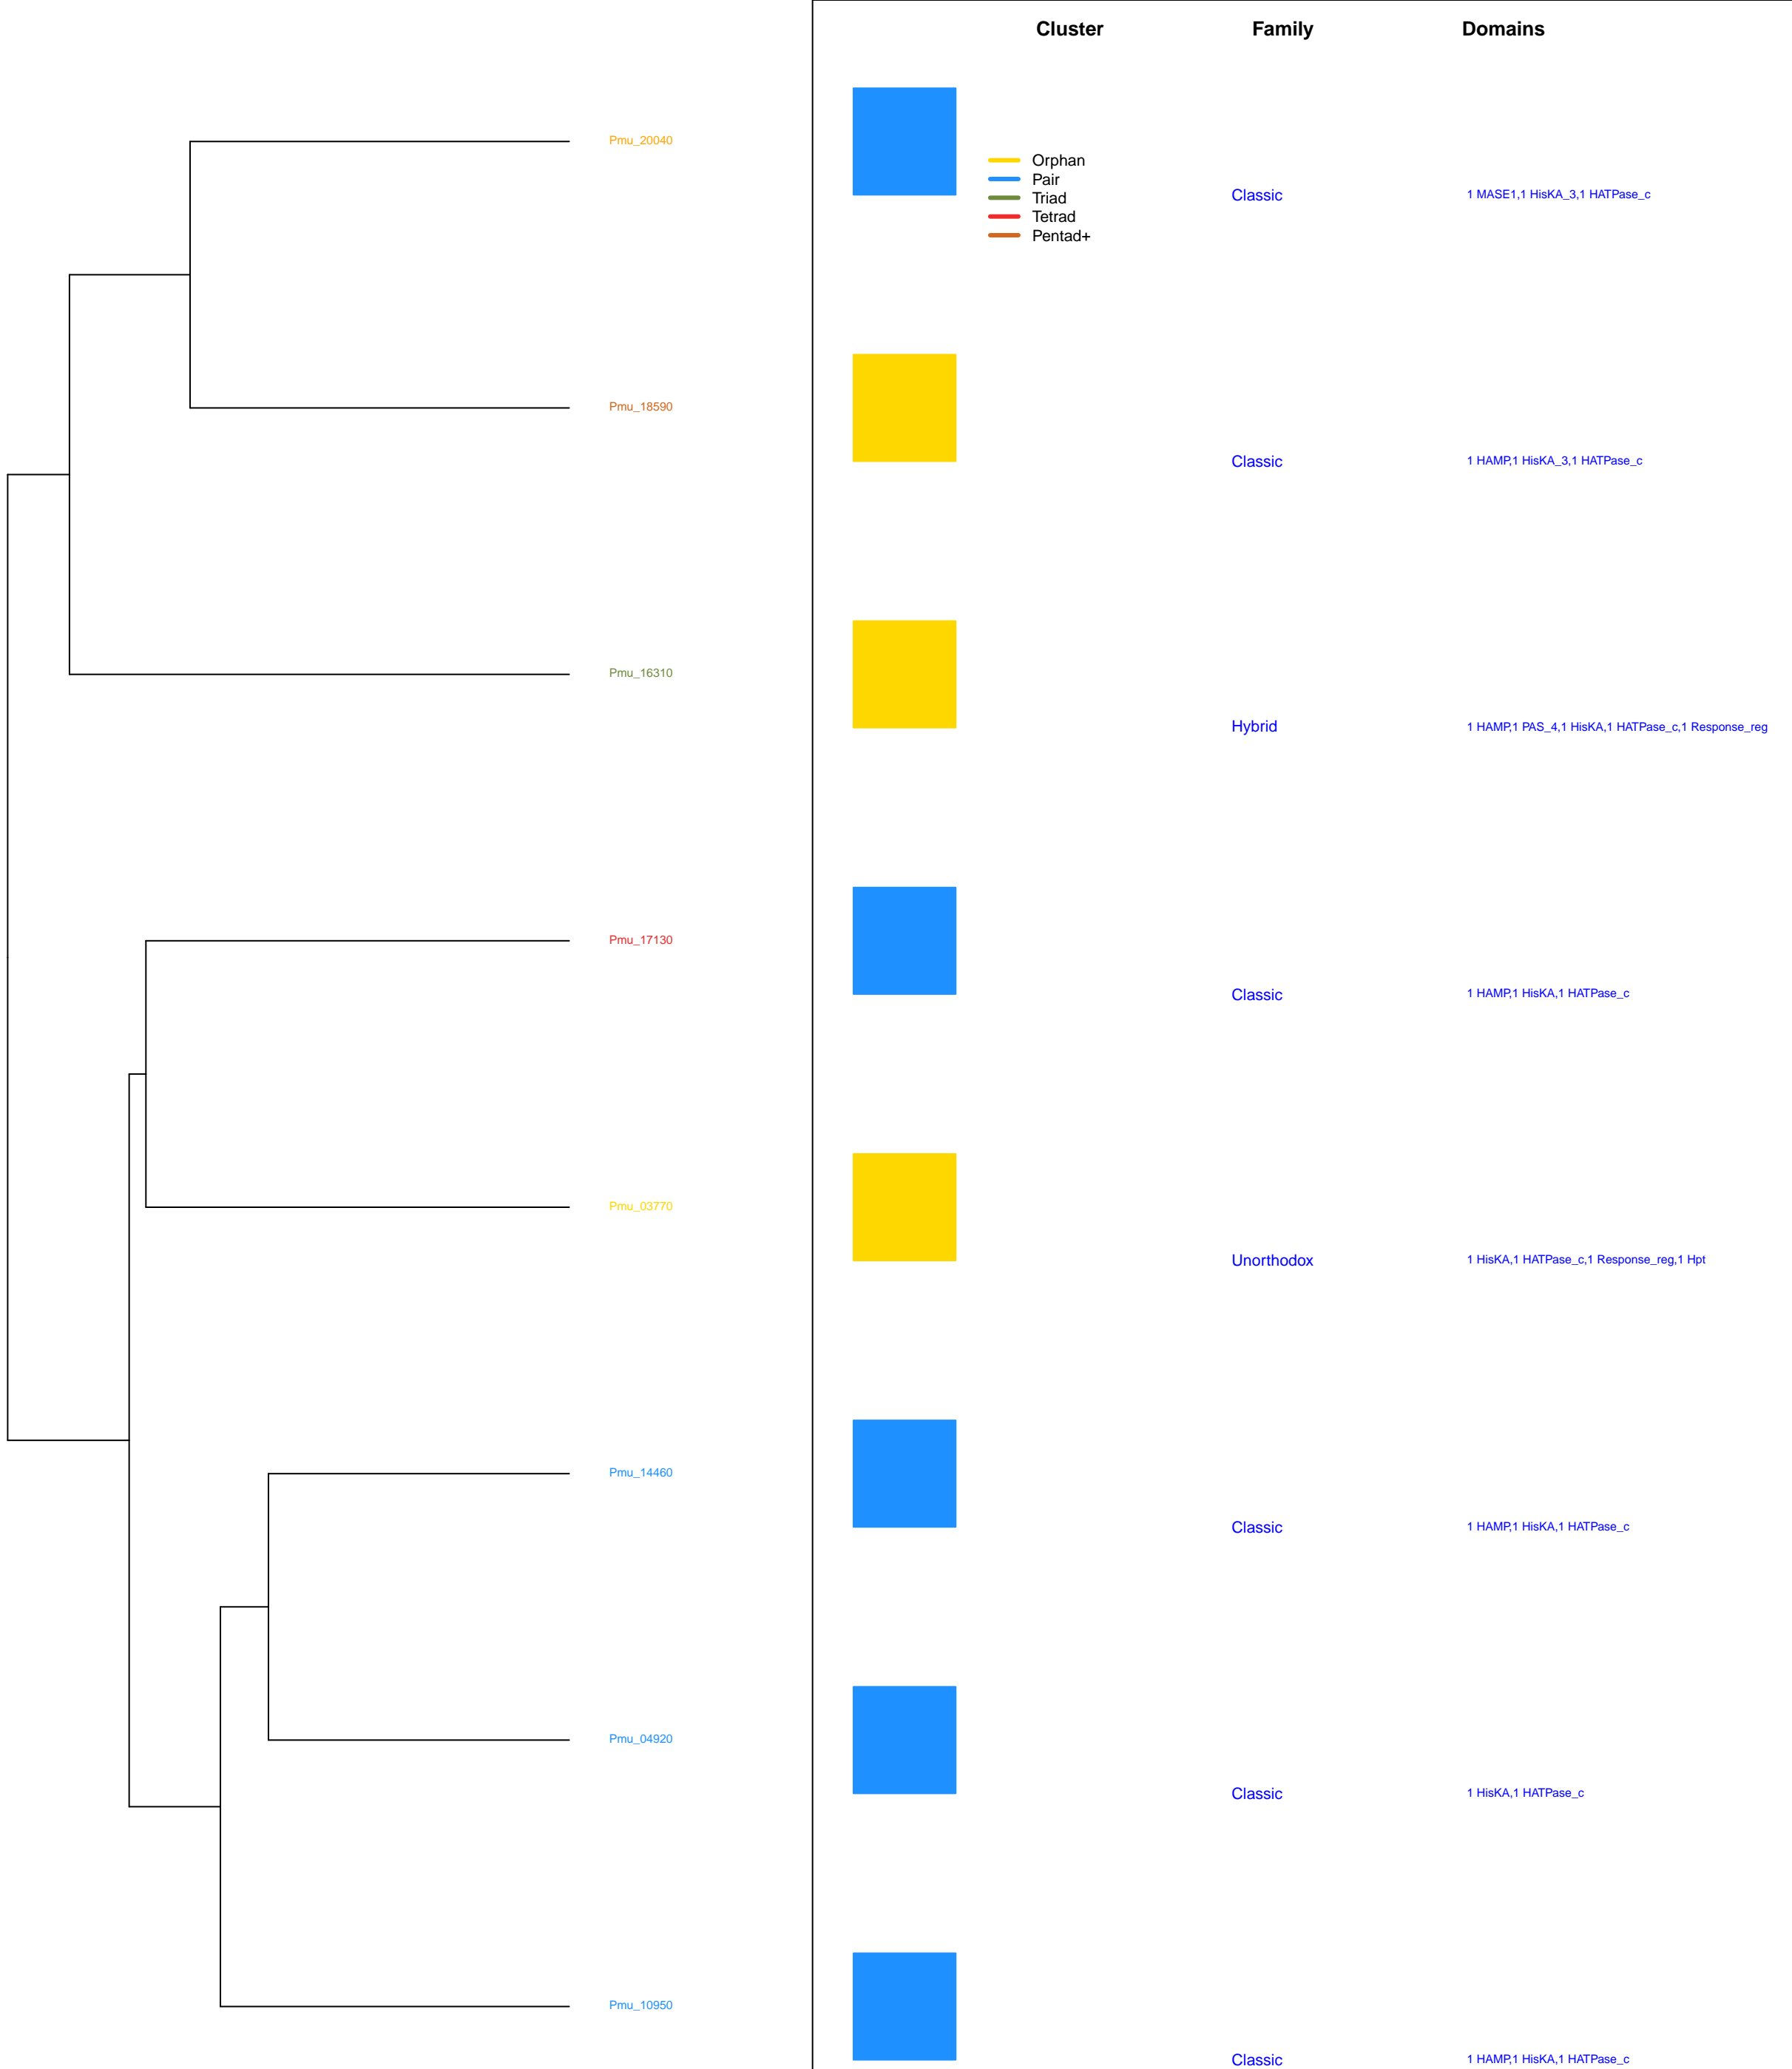 Cluster Family Domains
Pmu_20040
Orphan
Pair
Triad
Tetrad
Pentad+
Classic 1 MASE1,1 HisKA_3,1 HATPase_c
Pmu_18590
Classic 1 HAMP,1 HisKA_3,1 HATPase_c
Pmu_16310
Hybrid 1 HAMP,1 PAS_4,1 HisKA,1 HATPase_c,1 Response_reg
Pmu_17130
Classic 1 HAMP,1 HisKA,1 HATPase_c
Pmu_03770
Unorthodox 1 HisKA,1 HATPase_c,1 Response_reg,1 Hpt
Pmu_14460
Classic 1 HAMP,1 HisKA,1 HATPase_c
Pmu_04920
Classic 1 HisKA,1 HATPase_c
Pmu_10950
Classic 1 HAMP,1 HisKA,1 HATPase_c